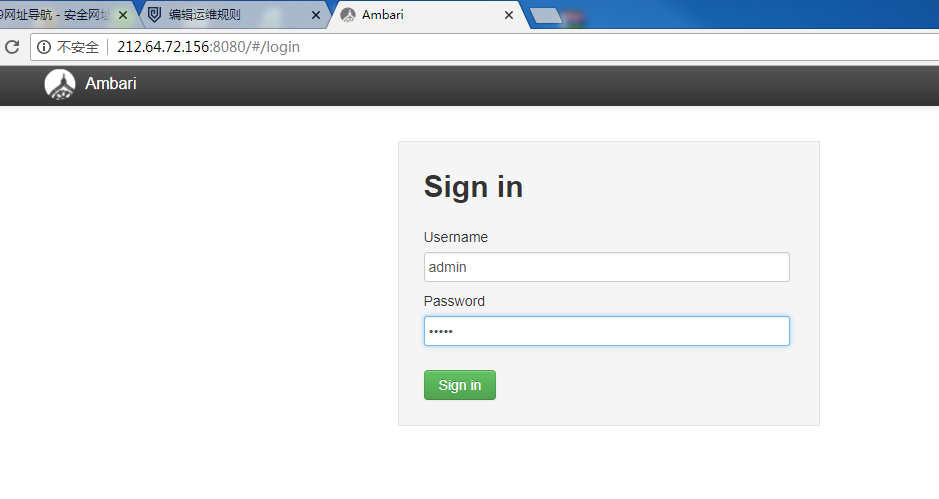 9网址导航 - 安全网址
编辑运维规则
Ambari
不安全 212.64.72.156:8080/#/login
Ambari
Sign in
Username
admin
Password
•••••
Sign in